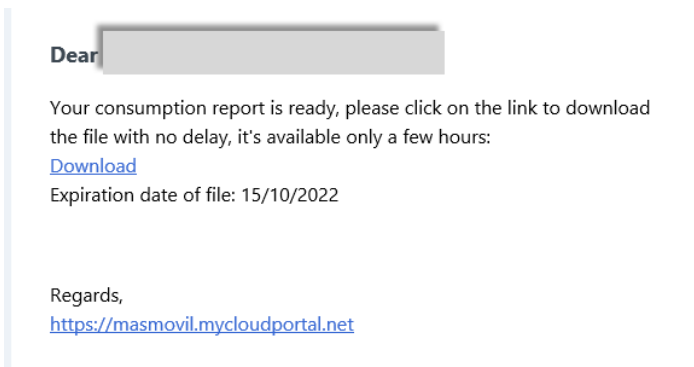 Dear
Your consumption report is ready, please click on the link to download
the file with no delay, it's available only a few hours:
Download
Expiration date of file: 15/10/2022
Regards,
https://masmovil.mycloudportal.net